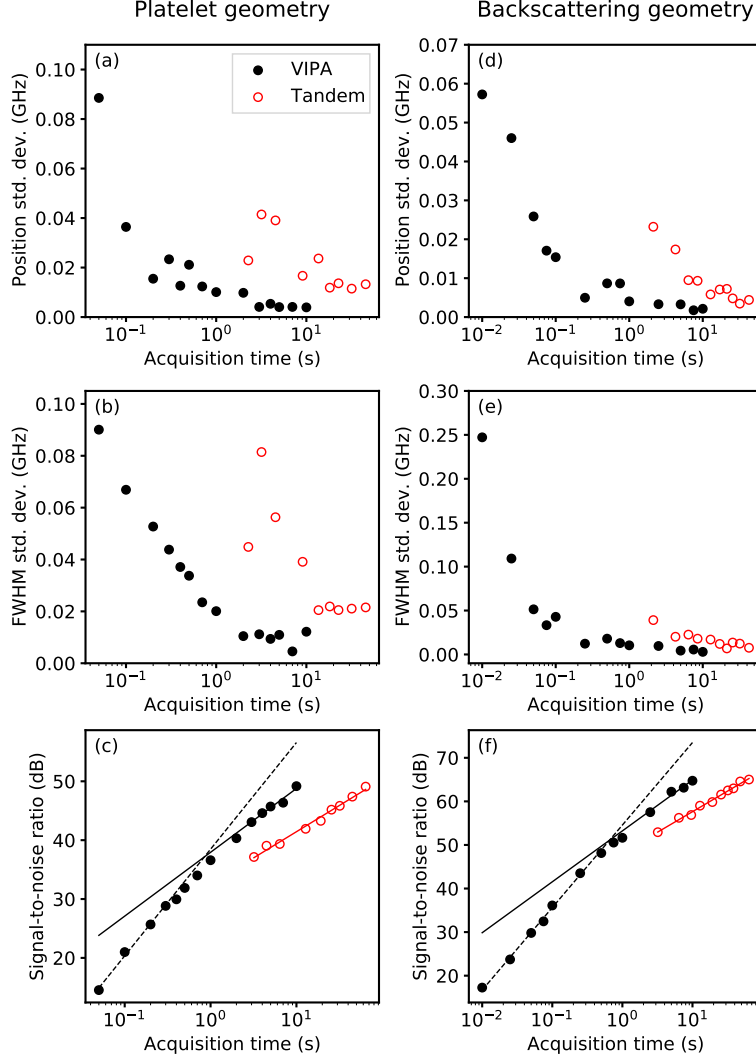 Platelet geometry
Backscattering geometry
(a)
VIPA
Tandem
0.10
0.08
0.06
0.04
0.02
0.00
Position std. dev. (GHz)
10⁻¹ 10⁰ 10¹
Acquisition time (s)
(d)
0.07
0.06
0.05
0.04
0.03
0.02
0.01
0.00
Position std. dev. (GHz)
10⁻² 10⁻¹ 10⁰ 10¹
Acquisition time (s)
(b)
0.10
0.08
0.06
0.04
0.02
0.00
FWHM std. dev. (GHz)
10⁻¹ 10⁰ 10¹
Acquisition time (s)
(e)
0.30
0.25
0.20
0.15
0.10
0.05
0.00
FWHM std. dev. (GHz)
10⁻² 10⁻¹ 10⁰ 10¹
Acquisition time (s)
(c)
50
40
30
20
Signal-to-noise ratio (dB)
10⁻¹ 10⁰ 10¹
Acquisition time (s)
(f)
70
60
50
40
30
20
Signal-to-noise ratio (dB)
10⁻² 10⁻¹ 10⁰ 10¹
Acquisition time (s)